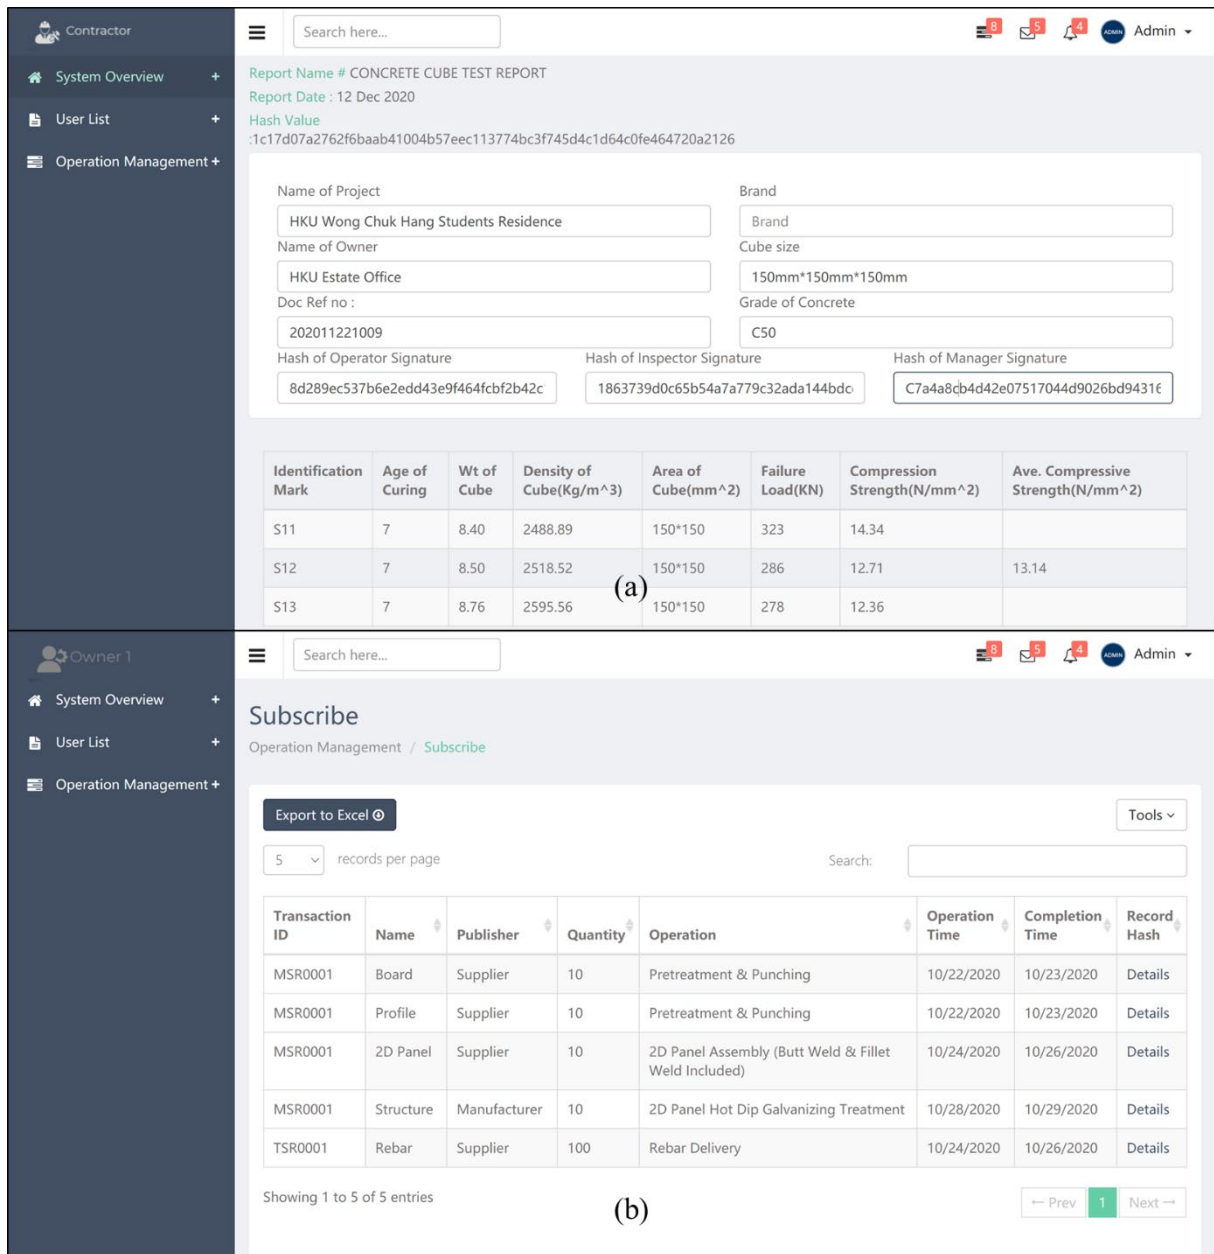 Contractor
Search here...
8
5
4
ADMIN
Admin
System Overview +
User List +
Operation Management +
Report Name # CONCRETE CUBE TEST REPORT
Report Date : 12 Dec 2020
Hash Value
:1c17d07a2762f6baab41004b57eec113774bc3f745d4c1d64c0fe464720a2126
Name of Project
Brand
HKU Wong Chuk Hang Students Residence
Brand
Name of Owner
Cube size
HKU Estate Office
150mm*150mm*150mm
Doc Ref no :
Grade of Concrete
202011221009
C50
Hash of Operator Signature
Hash of Inspector Signature
Hash of Manager Signature
8d289ec537b6e2edd43e9f464fcbf2b42c
1863739d0c65b54a7a779c32ada144bdc
C7a4a8cb4d42e07517044d9026bd94316
Identification Mark
Age of Curing
Wt of Cube
Density of Cube(Kg/m^3)
Area of Cube(mm^2)
Failure Load(KN)
Compression Strength(N/mm^2)
Ave. Compressive Strength(N/mm^2)
S11 7 8.40 2488.89 150*150 323 14.34
S12 7 8.50 2518.52 150*150 286 12.71 13.14
S13 7 8.76 2595.56 150*150 278 12.36
(a)
Owner 1
Search here...
8
5
4
ADMIN
Admin
System Overview +
User List +
Operation Management +
Subscribe
Operation Management / Subscribe
Export to Excel
Tools
5 records per page
Search:
Transaction ID
Name
Publisher
Quantity
Operation
Operation Time
Completion Time
Record Hash
MSR0001 Board Supplier 10 Pretreatment & Punching 10/22/2020 10/23/2020 Details
MSR0001 Profile Supplier 10 Pretreatment & Punching 10/22/2020 10/23/2020 Details
MSR0001 2D Panel Supplier 10 2D Panel Assembly (Butt Weld & Fillet Weld Included) 10/24/2020 10/26/2020 Details
MSR0001 Structure Manufacturer 10 2D Panel Hot Dip Galvanizing Treatment 10/28/2020 10/29/2020 Details
TSR0001 Rebar Supplier 100 Rebar Delivery 10/24/2020 10/26/2020 Details
Showing 1 to 5 of 5 entries
← Prev 1 Next →
(b)